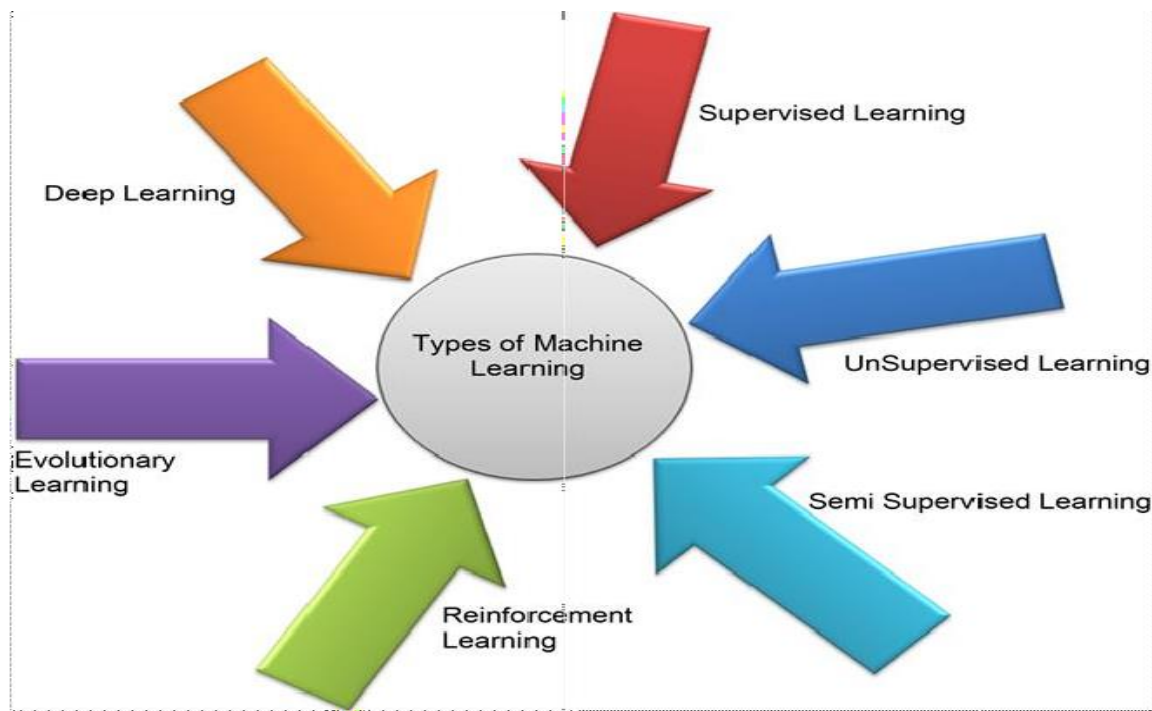 Supervised Learning
Deep Learning
Types of Machine
Learning
UnSupervised Learning
Evolutionary
Learning
Semi Supervised Learning
Reinforcement
Learning